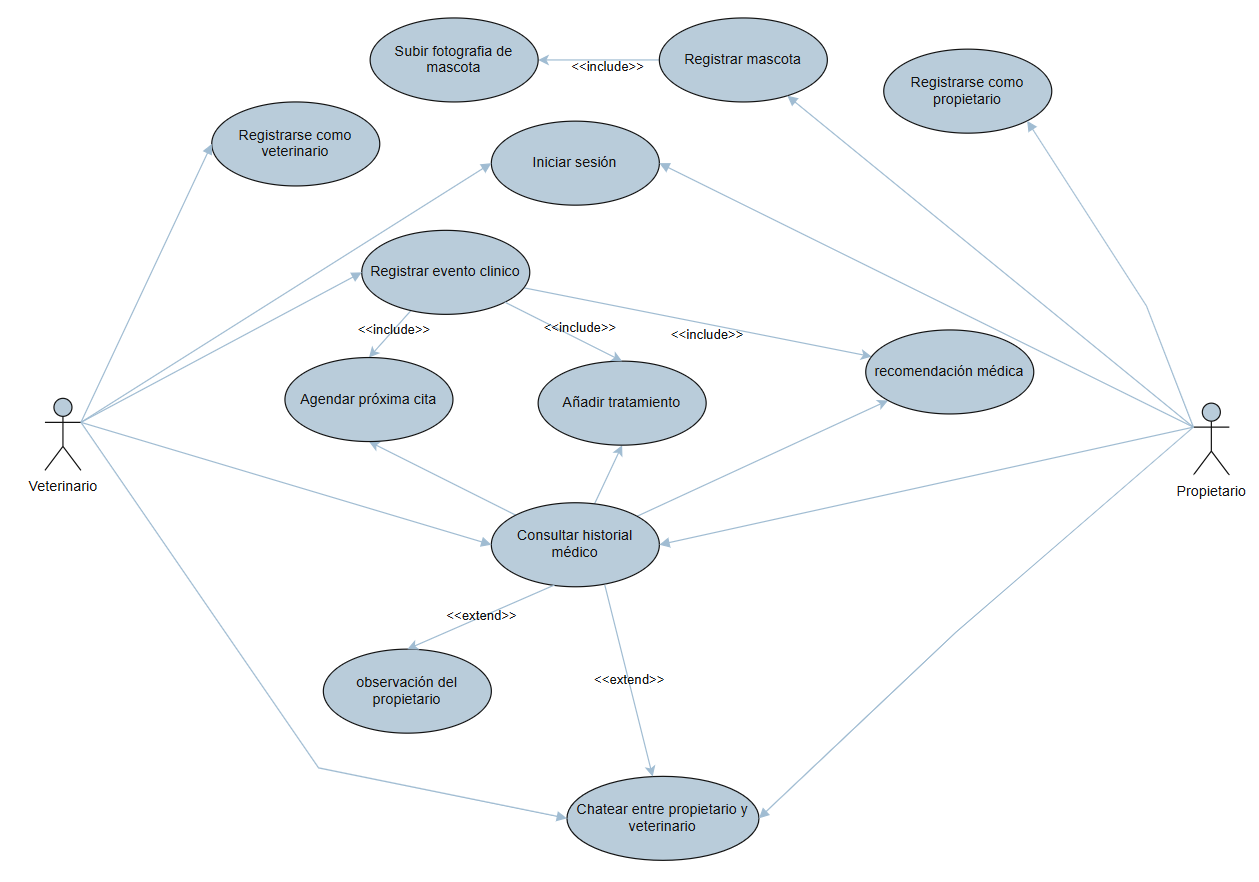 Subir fotografia de
mascota
<<include>>
Registrar mascota
Registrarse como
propietario
Registrarse como
veterinario
Iniciar sesión
Registrar evento clinico
<<include>>
<<include>>
<<include>>
Agendar próxima cita
Añadir tratamiento
recomendación médica
Veterinario
Propietario
Consultar historial
médico
<<extend>>
<<extend>>
observación del
propietario
Chatear entre propietario y
veterinario